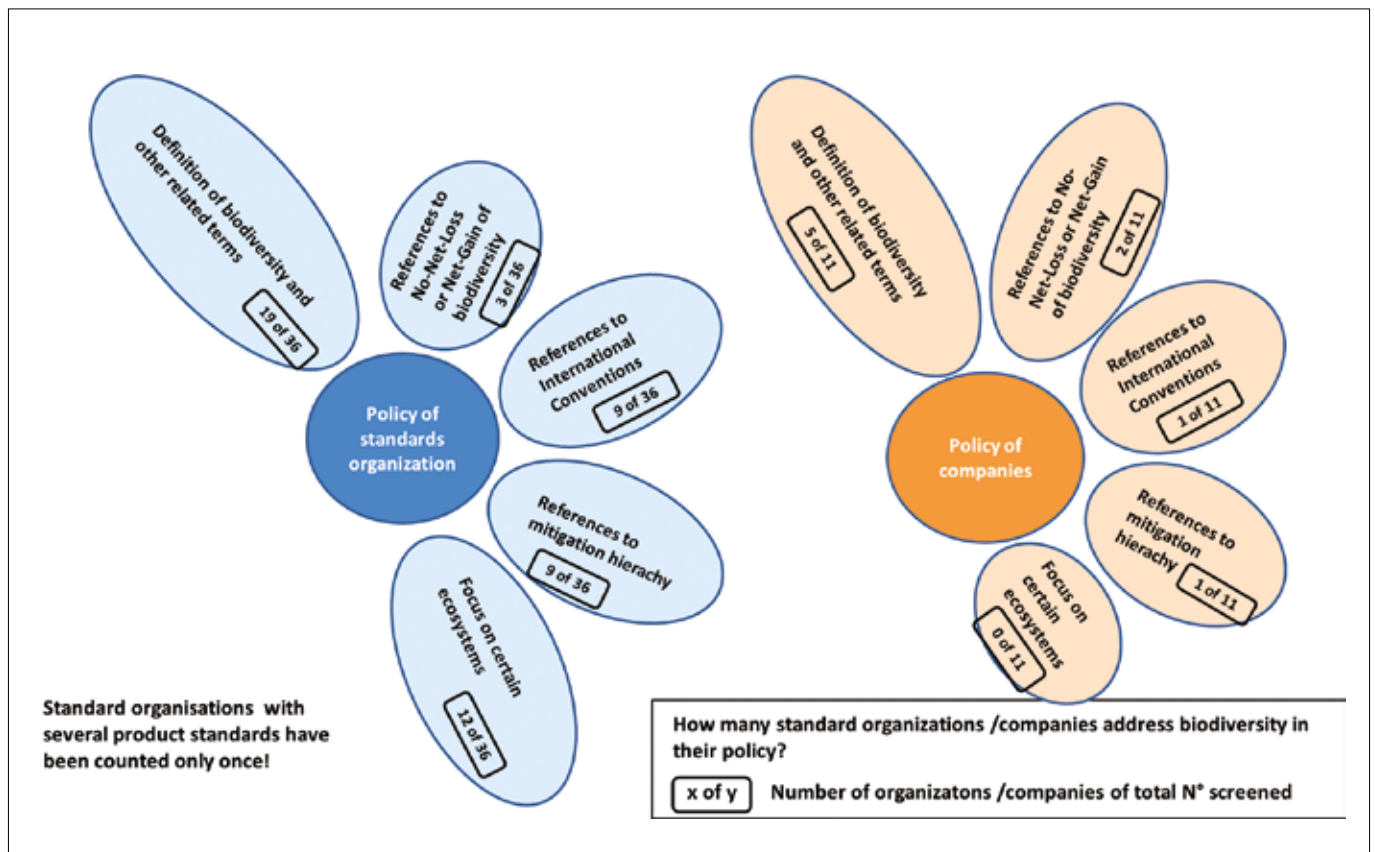 Definition of biodiversity and
other related terms
19 of 36
References to
No-Net-Loss
or Net-Gain of
biodiversity
3 of 36
References to
International
Conventions
9 of 36
Policy of
standards
organization
References to
mitigation hierachy
9 of 36
Focus on certain
ecosystems
12 of 36
Standard organisations with
several product standards have
been counted only once!
Definition of biodiversity
and other related terms
5 of 11
References to No-
Net-Loss or Net-Gain
of biodiversity
2 of 11
References to
International
Conventions
1 of 11
Policy of
companies
References to
mitigation
hierachy
1 of 11
Focus on
certain
ecosystems
0 of 11
How many standard organizations /companies address biodiversity in
their policy?
x of y Number of organizatons /companies of total N° screened